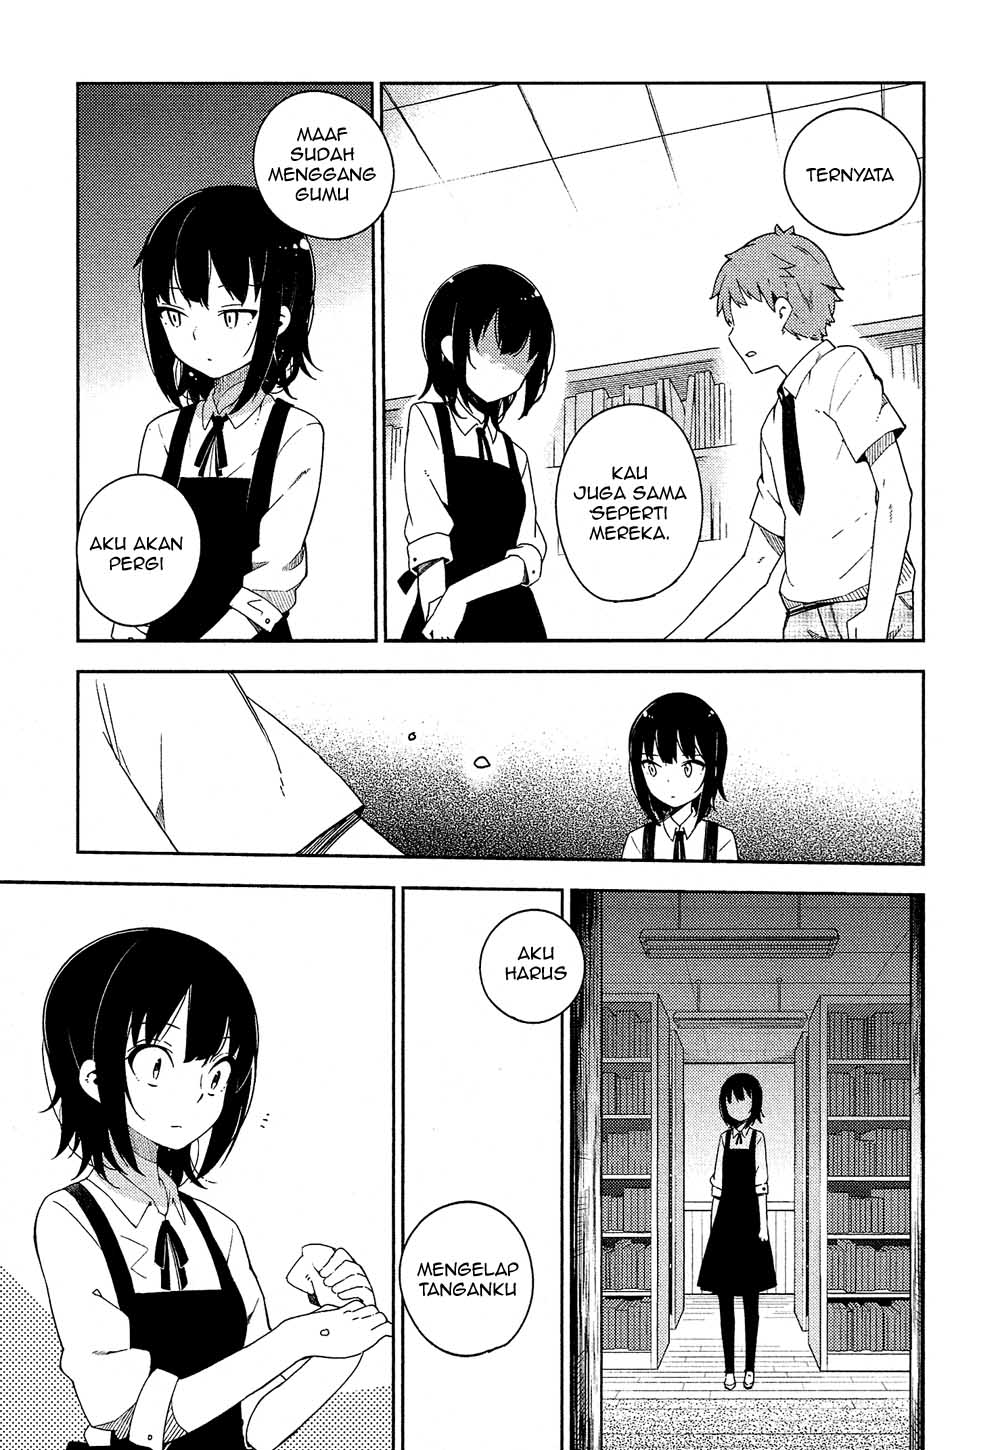 TERNYATA
KAU
JUGA SAMA
SEPERTI
MEREKA.
MAAF
SUDAH
MENGGANG
GUMU
AKU AKAN
PERGI
AKU
HARUS
MENGELAP
TANGANKU